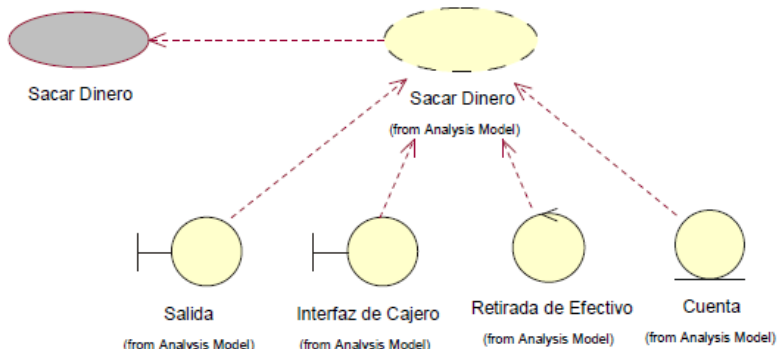 Sacar Dinero
Sacar Dinero
(from Analysis Model)
Salida
(from Analysis Model)
Interfaz de Cajero
(from Analysis Model)
Retirada de Efectivo
(from Analysis Model)
Cuenta
(from Analysis Model)